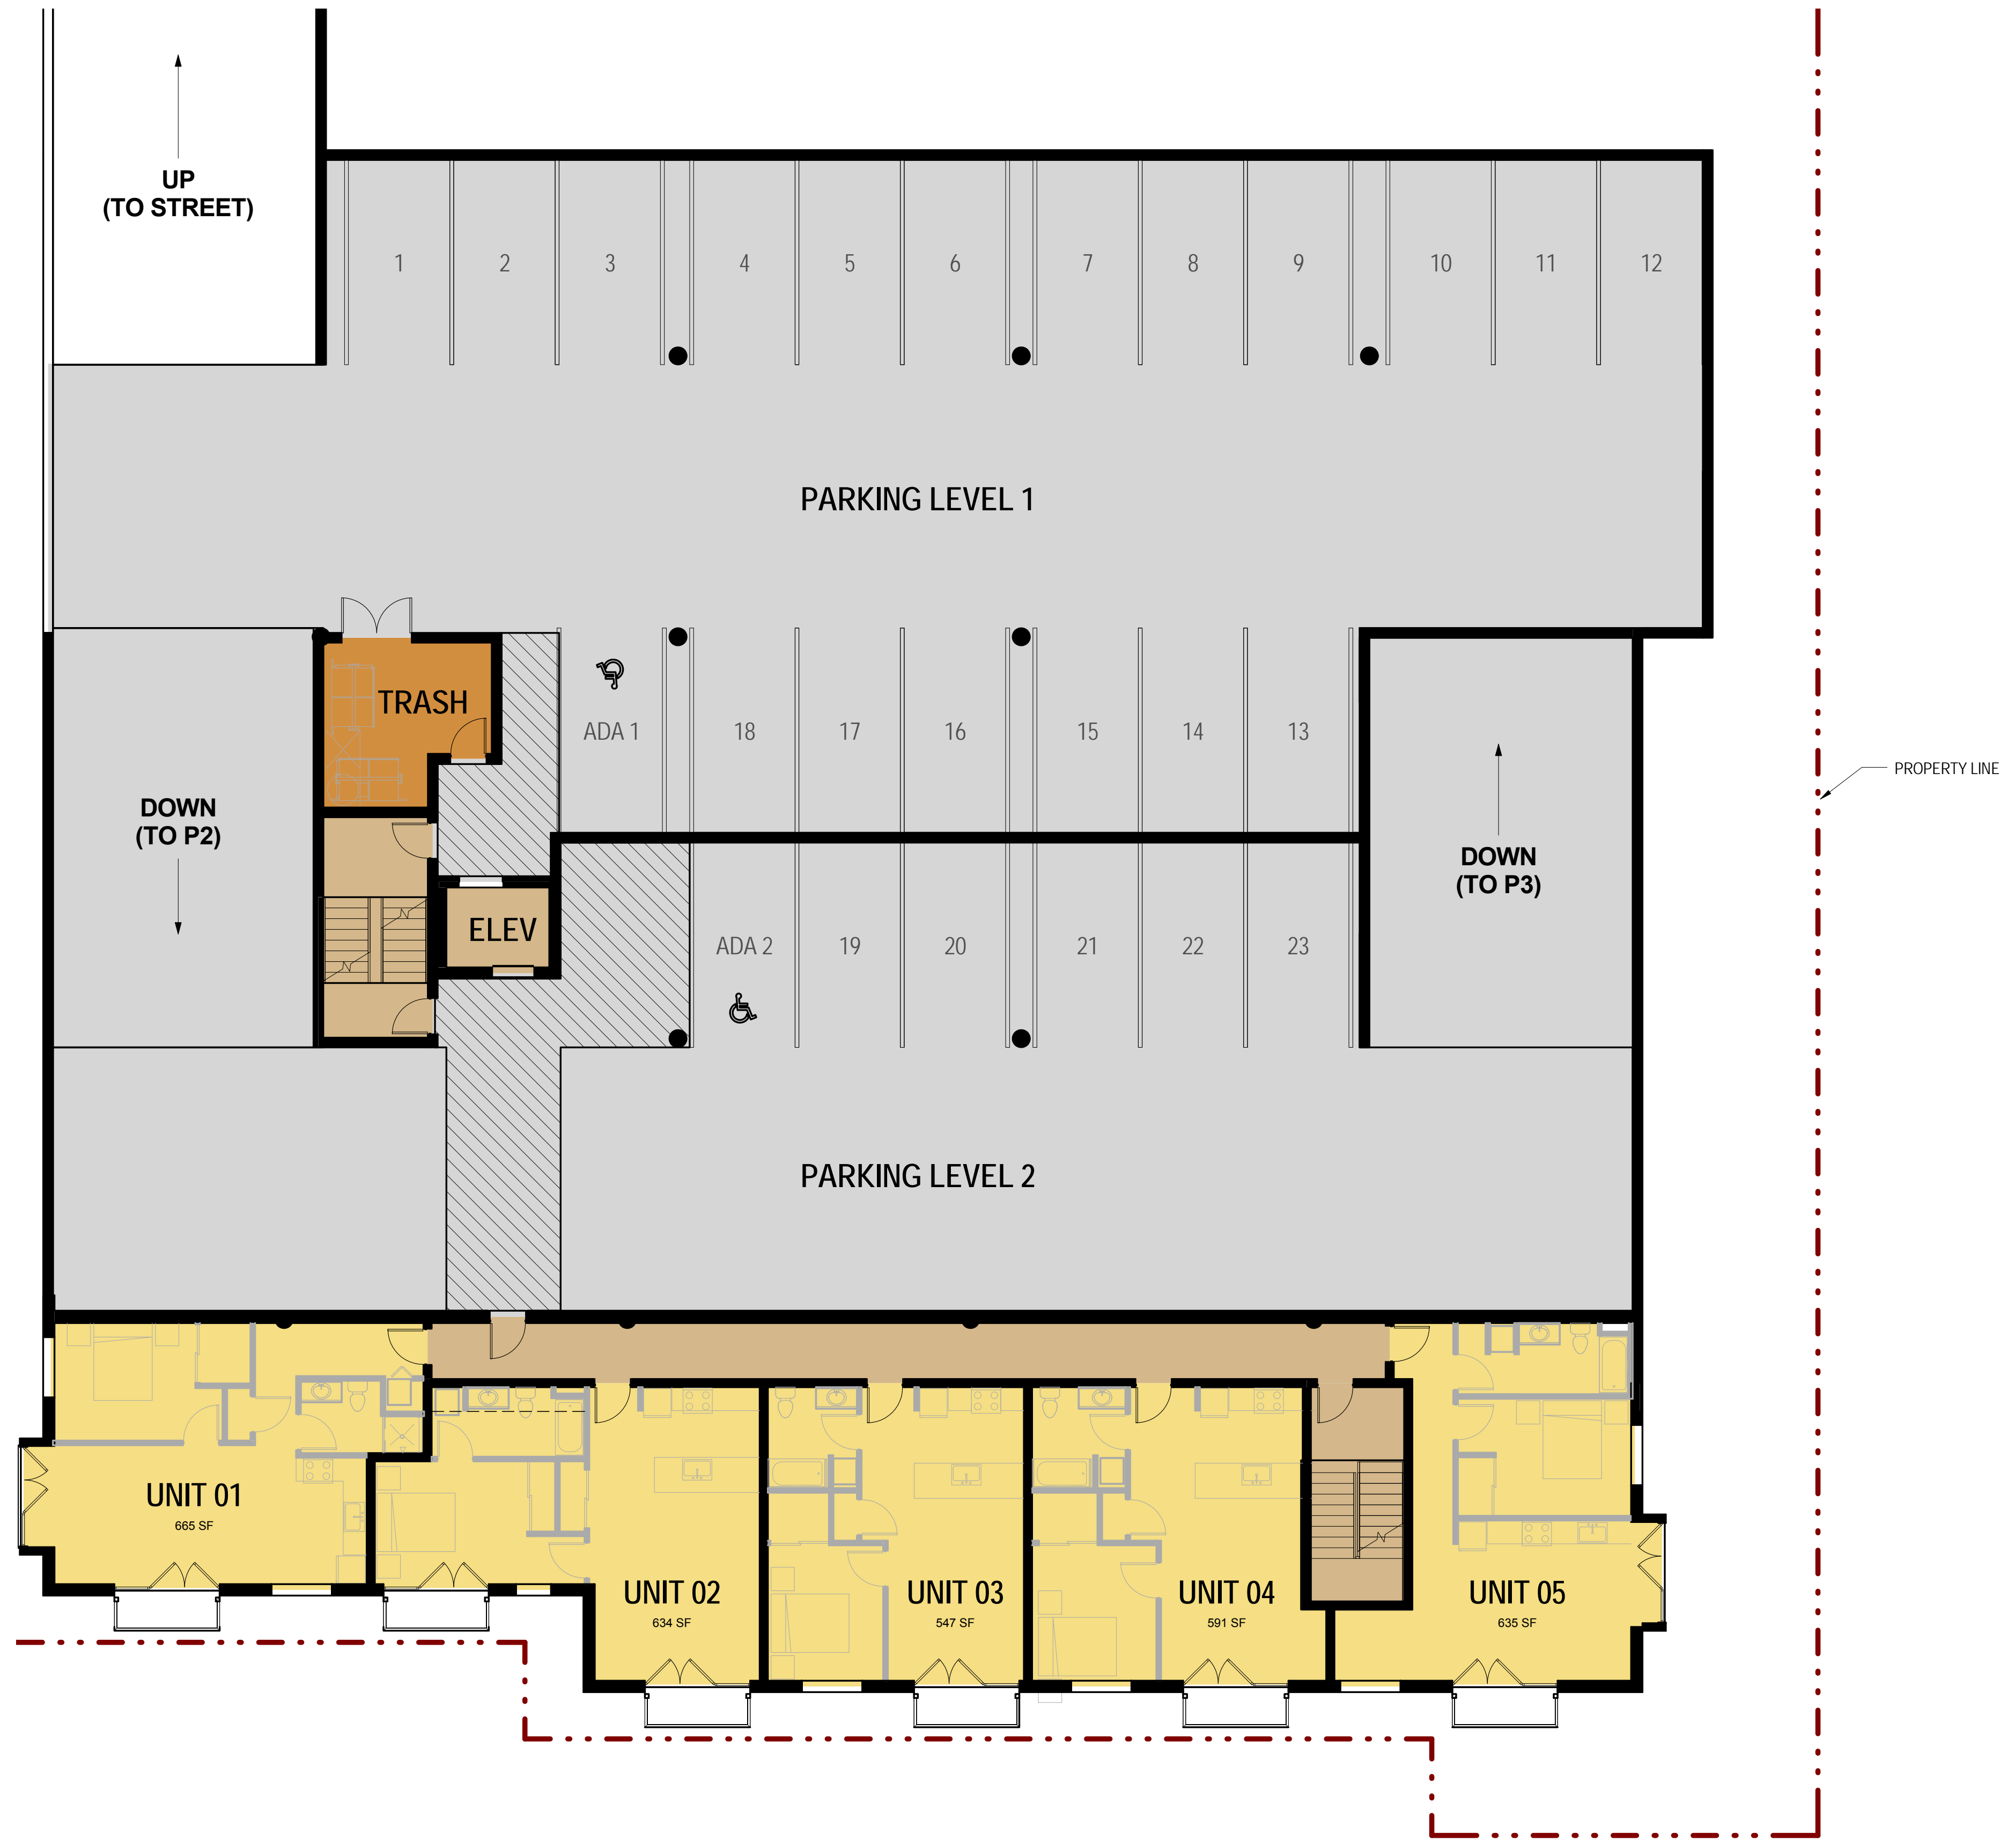 UP
(TO STREET)
1 2 3 4 5 6 7 8 9 10 11 12
PARKING LEVEL 1
TRASH
ADA 1 18 17 16 15 14 13
PROPERTY LINE
DOWN
(TO P2)
DOWN
(TO P3)
ELEV
ADA 2 19 20 21 22 23
PARKING LEVEL 2
UNIT 01
665 SF
UNIT 02
634 SF
UNIT 03
547 SF
UNIT 04
591 SF
UNIT 05
635 SF